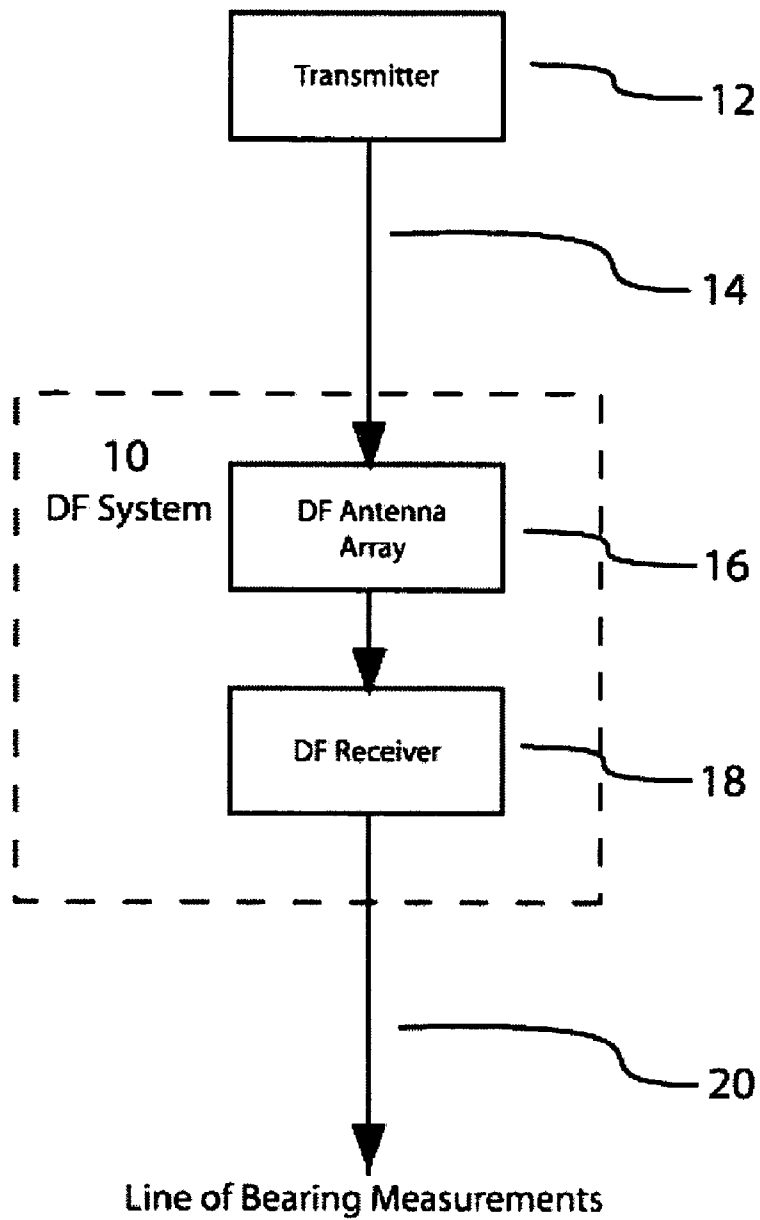 Transmitter
12
14
10
DF System
DF Antenna
Array
16
DF Receiver
18
20
Line of Bearing Measurements